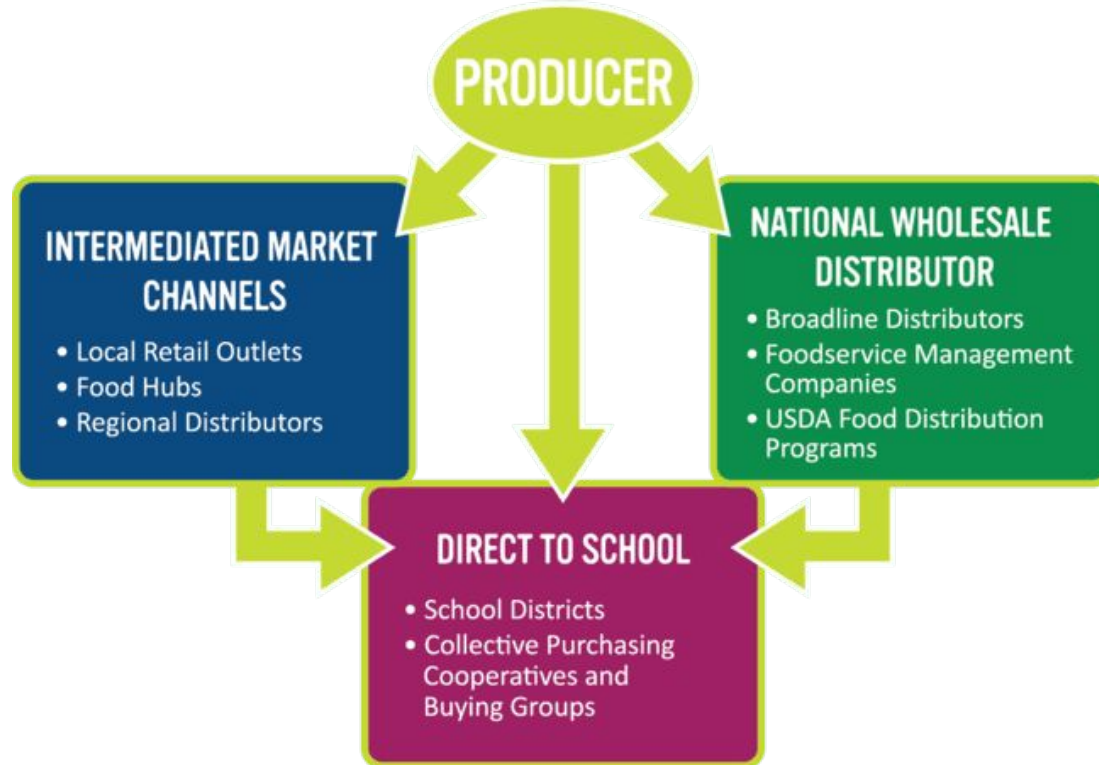 PRODUCER
INTERMEDIATED MARKET
CHANNELS
• Local Retail Outlets
• Food Hubs
• Regional Distributors
NATIONAL WHOLESALE
DISTRIBUTOR
• Broadline Distributors
• Foodservice Management
Companies
• USDA Food Distribution
Programs
DIRECT TO SCHOOL
• School Districts
• Collective Purchasing
Cooperatives and
Buying Groups